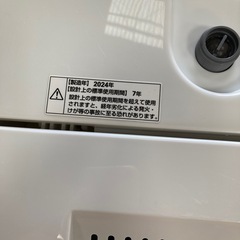 【製造年】2024年
【設計上の標準使用期間】 7年
設計上の標準使用期間を超えて使用
されますと、経年劣化による発火・
けが等の事故に至る恐れがあります。